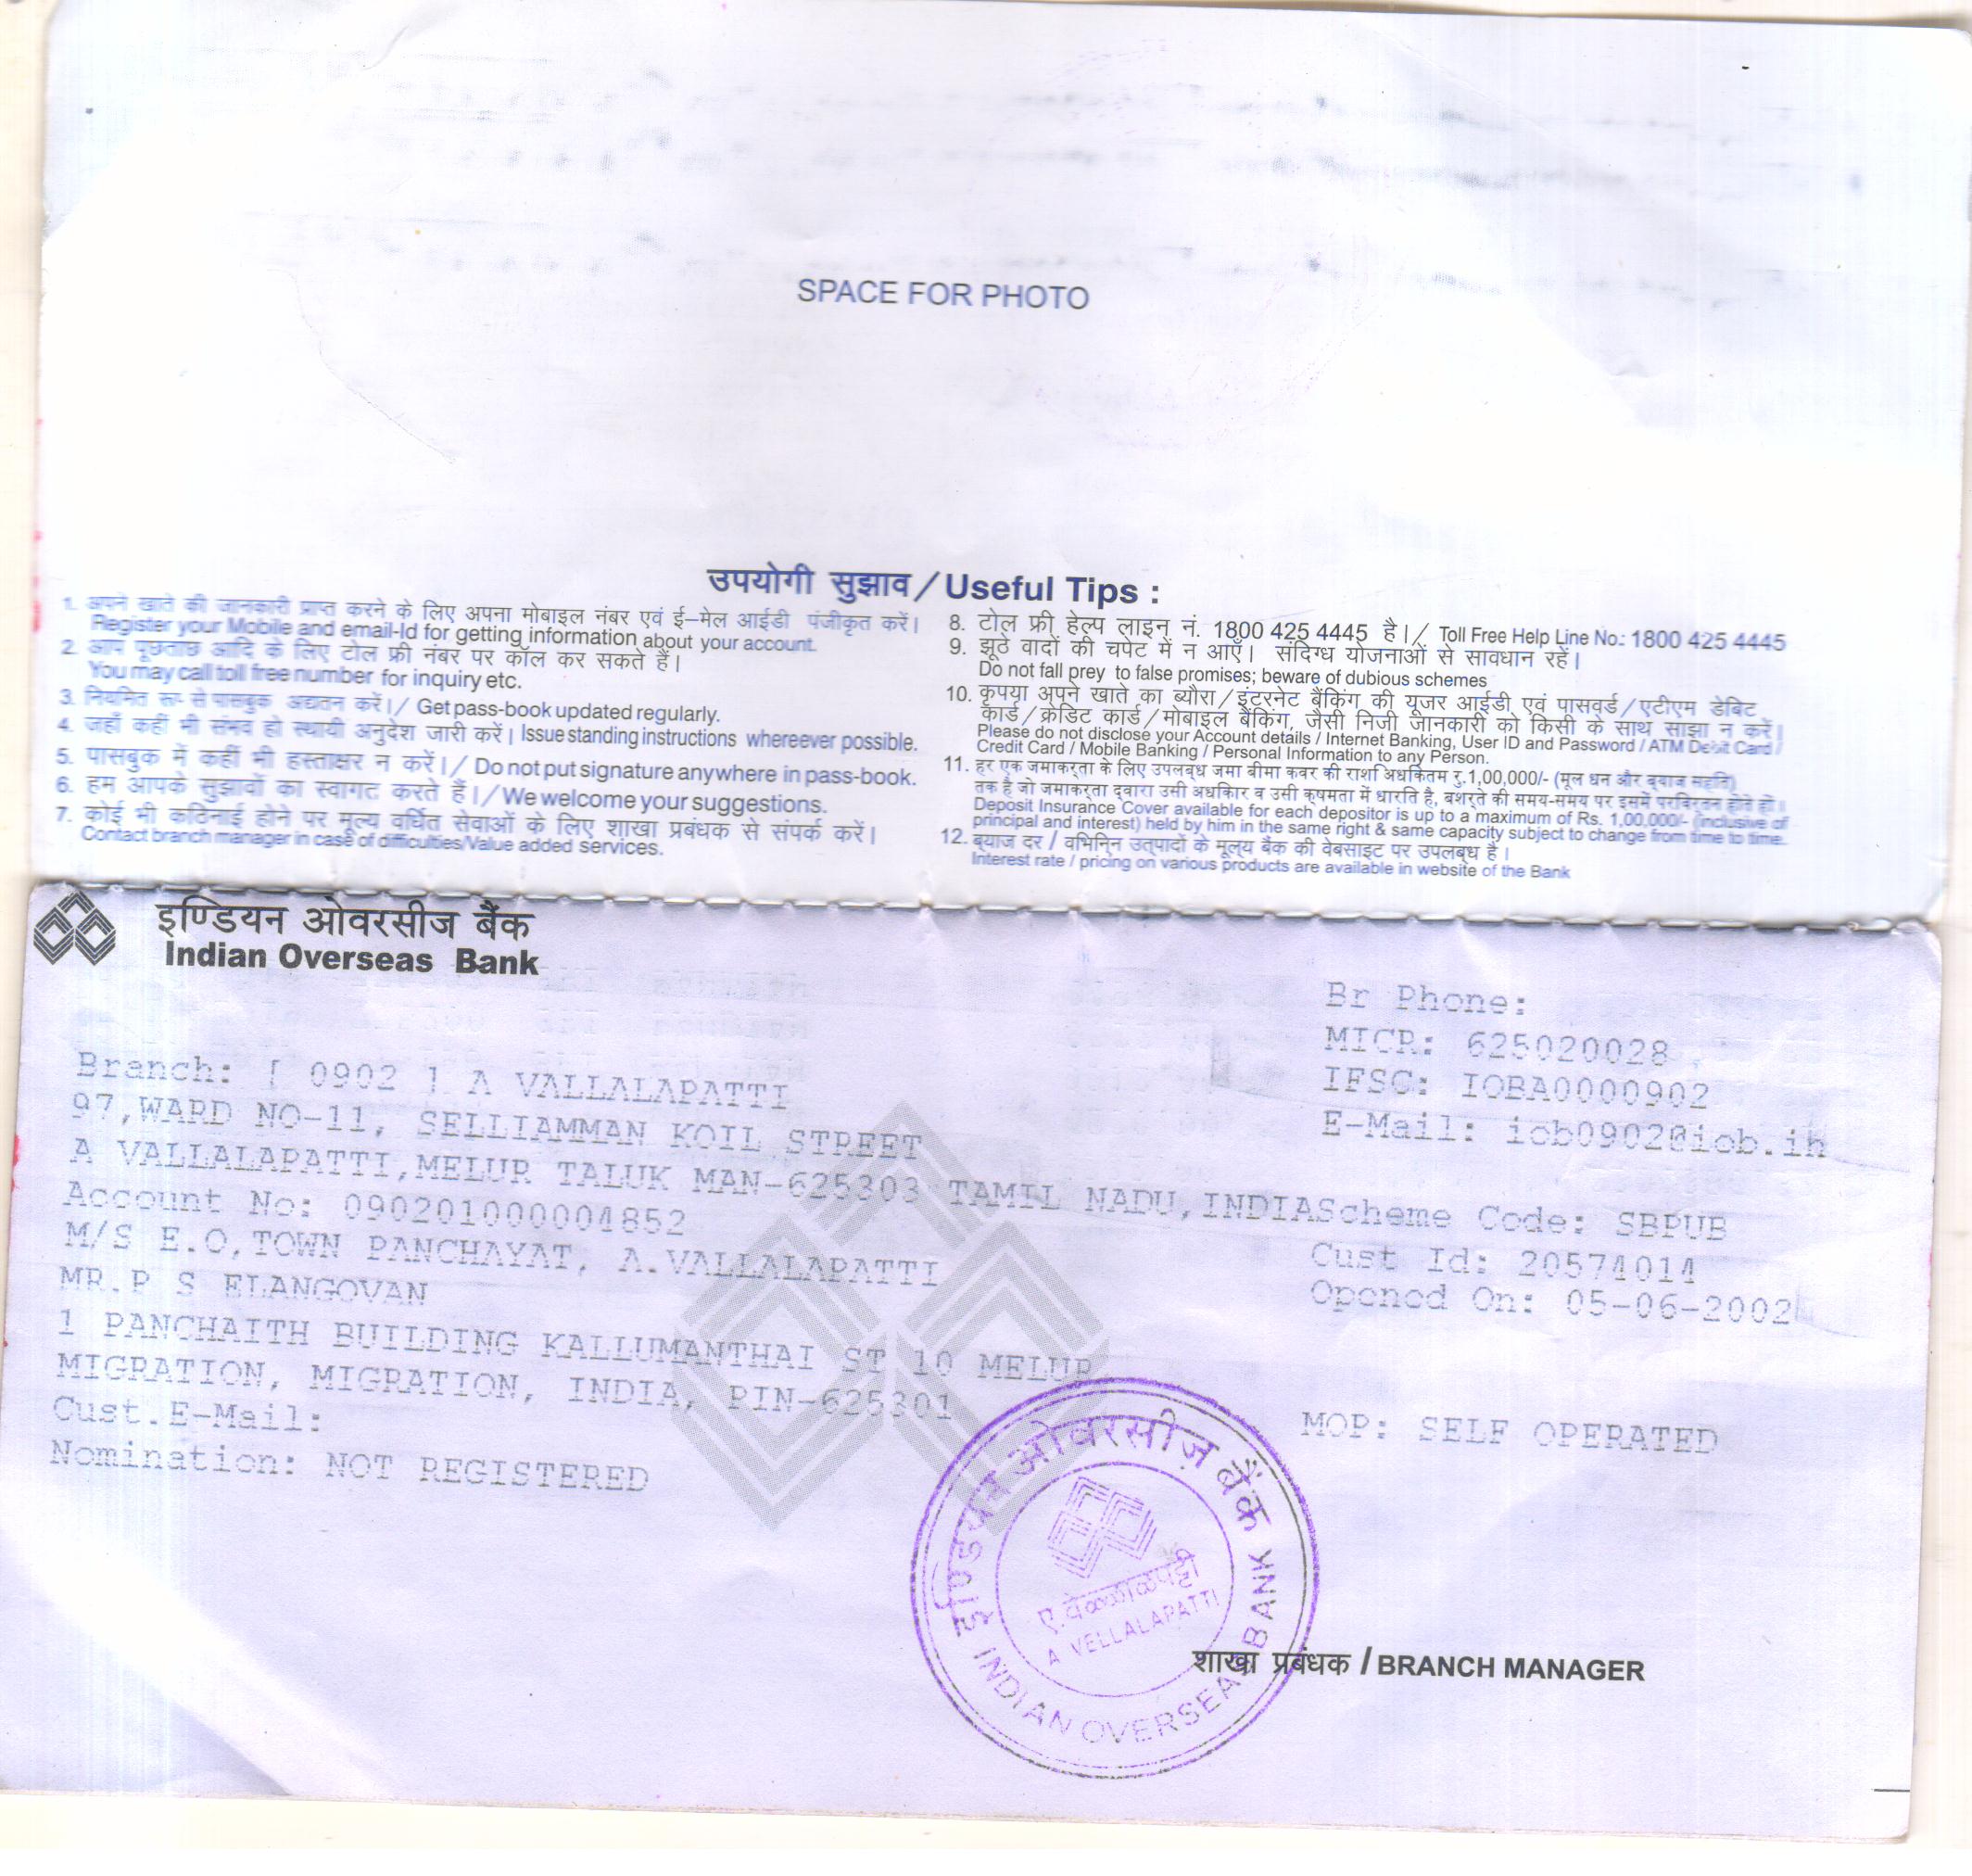 SPACE FOR PHOTO
उपयोगी सुझाव / Useful Tips :
1. अपने खाते की जानकारी प्राप्त करने के लिए अपना मोबाइल नंबर एवं ई–मेल आईडी पंजीकृत करें।
Register your Mobile and email-Id for getting information about your account.
2. आप पूछताछ आदि के लिए टोल फ्री नंबर पर कॉल कर सकते हैं।
You may call toll free number for inquiry etc.
3. नियमित रूप से पासबुक अद्यतन करें। / Get pass-book updated regularly.
4. जहाँ कहीं भी संभव हो स्थायी अनुदेश जारी करें | Issue standing instructions whereever possible.
5. पासबुक में कहीं भी हस्ताक्षर न करें। / Do not put signature anywhere in pass-book.
6. हम आपके सुझावों का स्वागत करते हैं। / We welcome your suggestions.
7. कोई भी कठिनाई होने पर मूल्य वर्धित सेवाओं के लिए शाखा प्रबंधक से संपर्क करें।
Contact branch manager in case of difficulties/Value added services.
8. टोल फ्री हेल्प लाइन नं. 1800 425 4445 है। / Toll Free Help Line No.: 1800 425 4445
9. झूठे वादों की चपेट में न आएँ। संदिग्ध योजनाओं से सावधान रहें।
Do not fall prey to false promises; beware of dubious schemes
10. कृपया अपने खाते का ब्यौरा / इंटरनेट बैंकिंग की यूजर आईडी एवं पासवर्ड / एटीएम डेबिट
कार्ड / क्रेडिट कार्ड / मोबाइल बैंकिंग, जैसी निजी जानकारी को किसी के साथ साझा न करें।
Please do not disclose your Account details / Internet Banking, User ID and Password / ATM Debit Card /
Credit Card / Mobile Banking / Personal Information to any Person.
11. हर एक जमाकर्ता के लिए उपलब्ध जमा बीमा कवर की राशि अधिकतम रु.1,00,000/- (मूल धन और ब्याज सहित)
तक है जो जमाकर्ता द्वारा उसी अधिकार व उसी क्षमता में धारित है, बशर्ते की समय-समय पर इसमें परिवर्तन होते हो।
Deposit Insurance Cover available for each depositor is up to a maximum of Rs. 1,00,000/- (inclusive of
principal and interest) held by him in the same right & same capacity subject to change from time to time.
12. ब्याज दर / विभिन्न उत्पादों के मूल्य बैंक की वेबसाइट पर उपलब्ध है।
Interest rate / pricing on various products are available in website of the Bank
इण्डियन ओवरसीज बैंक
Indian Overseas Bank
Br Phone:
MICR: 625020028
IFSC: IOBA0000902
E-Mail: iob0902@iob.in
Branch: [ 0902 ] A VALLALAPATTI
97,WARD NO-11, SELLIAMMAN KOIL STREET
A VALLALAPATTI,MELUR TALUK MAN-625303 TAMIL NADU,INDIAScheme Code: SBPUB
Account No: 090201000004852
Cust Id: 20574014
M/S E.O,TOWN PANCHAYAT, A.VALLALAPATTI
Opened On: 05-06-2002
MR.P S ELANGOVAN
1 PANCHAITH BUILDING KALLUMANTHAI ST 10 MELUR
MIGRATION, MIGRATION, INDIA, PIN-625301
Cust.E-Mail:
MOP: SELF OPERATED
Nomination: NOT REGISTERED
इण्डियन ओवरसीज़ बैंक
ए.वेळ्ळाळपट्टी
A VELLALAPATTI
INDIAN OVERSEAS BANK
शाखा प्रबंधक / BRANCH MANAGER